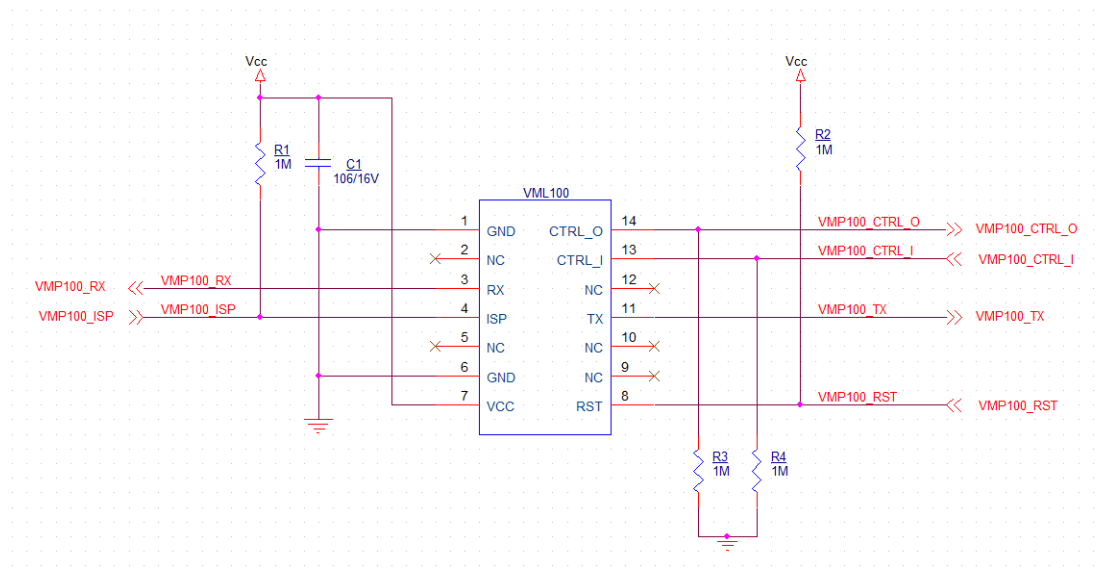 Vcc
Vcc
R1
1M
C1
106/16V
R2
1M
VML100
1
GND
2
NC
3
RX
4
ISP
5
NC
6
GND
7
VCC
14
CTRL_O
13
CTRL_I
12
NC
11
TX
10
NC
9
NC
8
RST
VMP100_RX
VMP100_RX
VMP100_ISP
VMP100_ISP
VMP100_CTRL_O
VMP100_CTRL_O
VMP100_CTRL_I
VMP100_CTRL_I
VMP100_TX
VMP100_TX
VMP100_RST
VMP100_RST
R3
1M
R4
1M